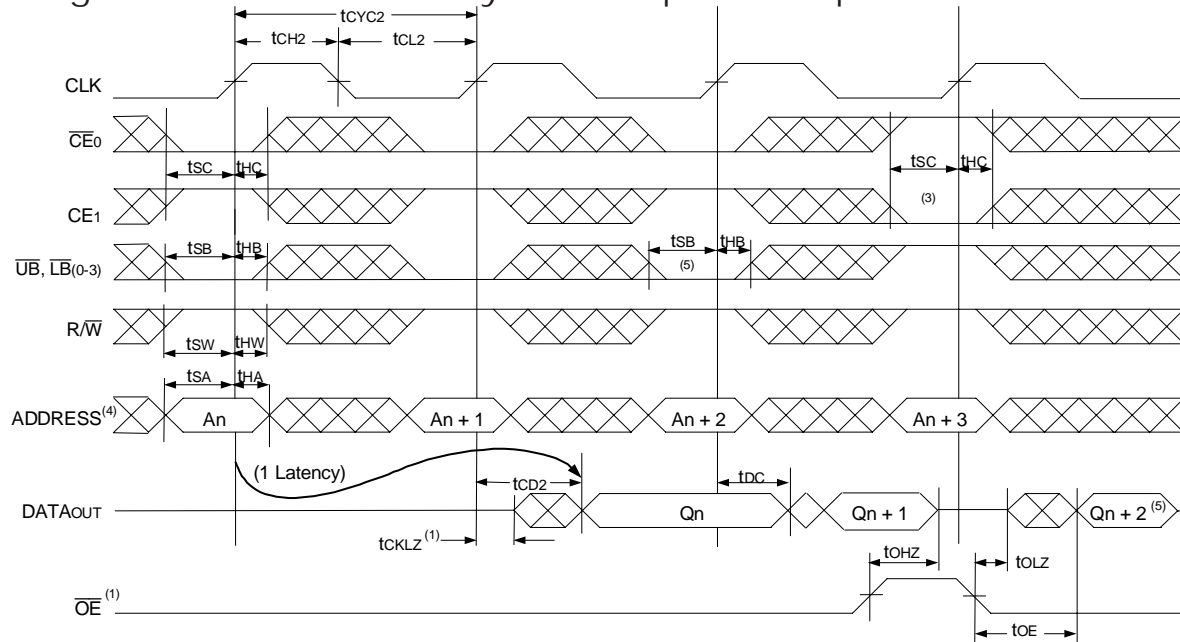 tCYC2
tCH2 tCL2
CLK
CE0
tSC tHC tSC tHC
(3)
CE1
tSB tHB tSB tHB
(5)
UB, LB(0-3)
R/W
tSW tHW
tSA tHA
ADDRESS(4) An An + 1 An + 2 An + 3
(1 Latency) tCD2 tDC
DATAOUT Qn Qn + 1 Qn + 2 (5)
tCKLZ (1) tOHZ tOLZ
OE (1)
tOE